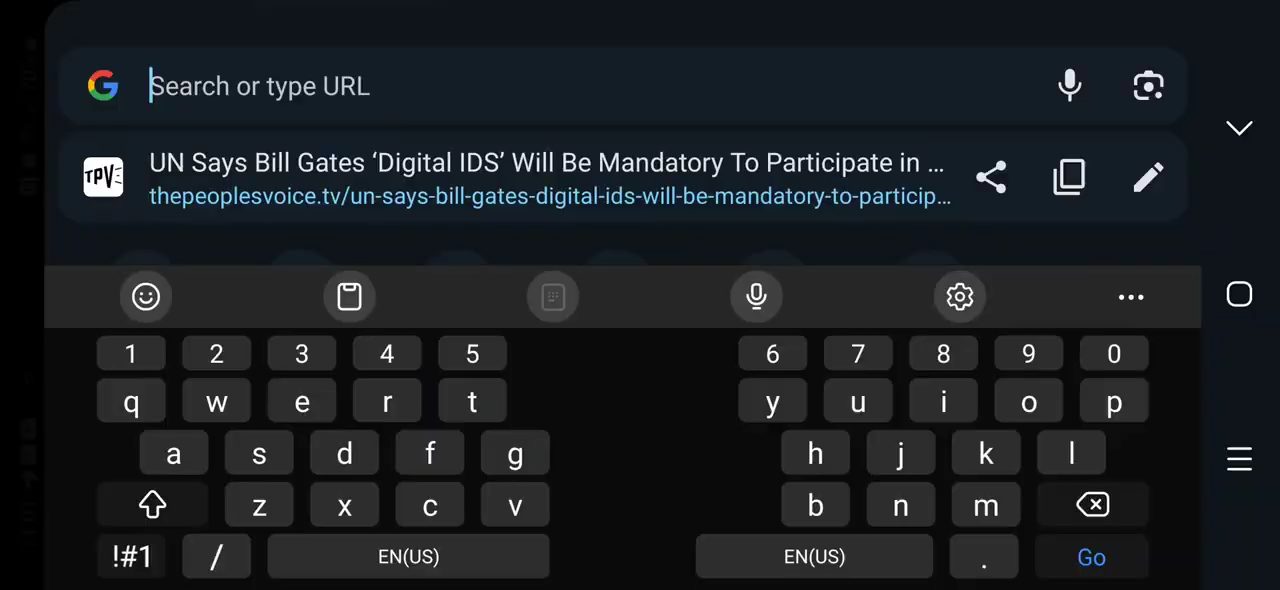 Search or type URL
TPV
UN Says Bill Gates ‘Digital IDS’ Will Be Mandatory To Participate in ...
thepeoplesvoice.tv/un-says-bill-gates-digital-ids-will-be-mandatory-to-particip...
1 2 3 4 5 6 7 8 9 0
q w e r t y u i o p
a s d f g h j k l
z x c v b n m
!#1 / EN(US) EN(US) . Go